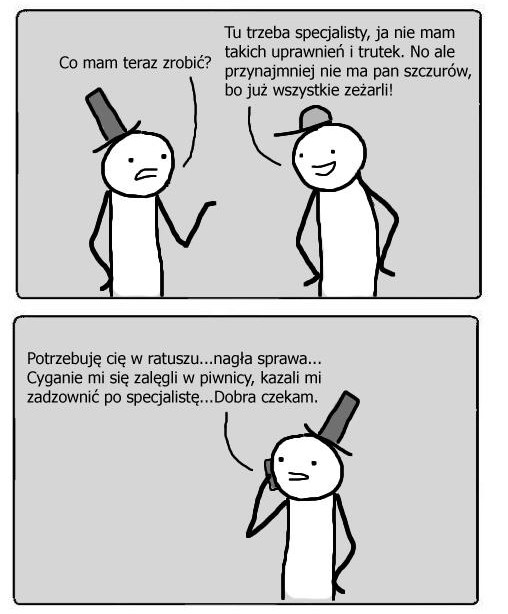 Co mam teraz zrobić?
Tu trzeba specjalisty, ja nie mam
takich uprawnień i trutek. No ale
przynajmniej nie ma pan szczurów,
bo już wszystkie zeżarli!
Potrzebuję cię w ratuszu...nagła sprawa...
Cyganie mi się zalęgli w piwnicy, kazali mi
zadzownić po specjalistę...Dobra czekam.